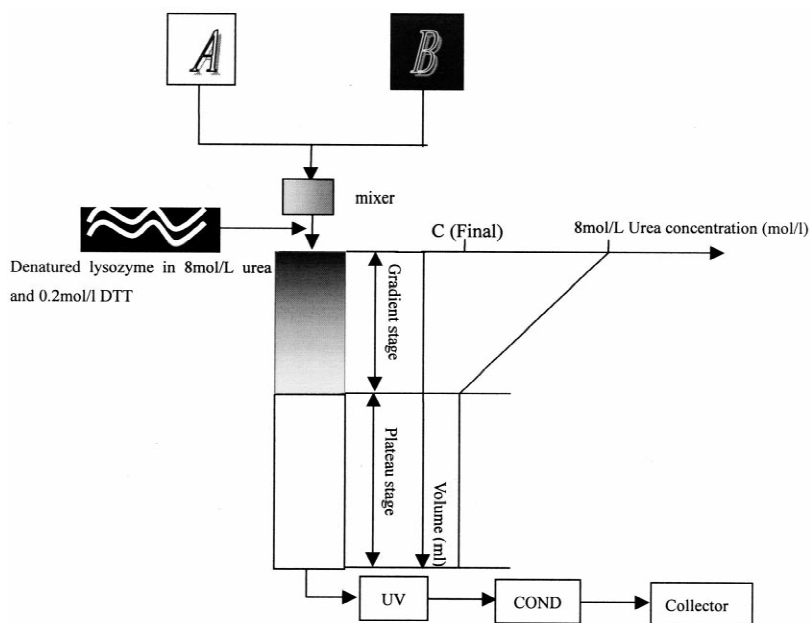 A
B
mixer
C (Final)
8mol/L Urea concentration (mol/l)
Denatured lysozyme in 8mol/L urea
and 0.2mol/l DTT
Gradient stage
Plateau stage
Volume (ml)
UV
COND
Collector